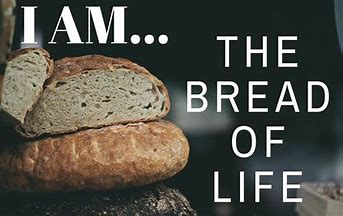 I AM...
THE
BREAD
OF
LIFE